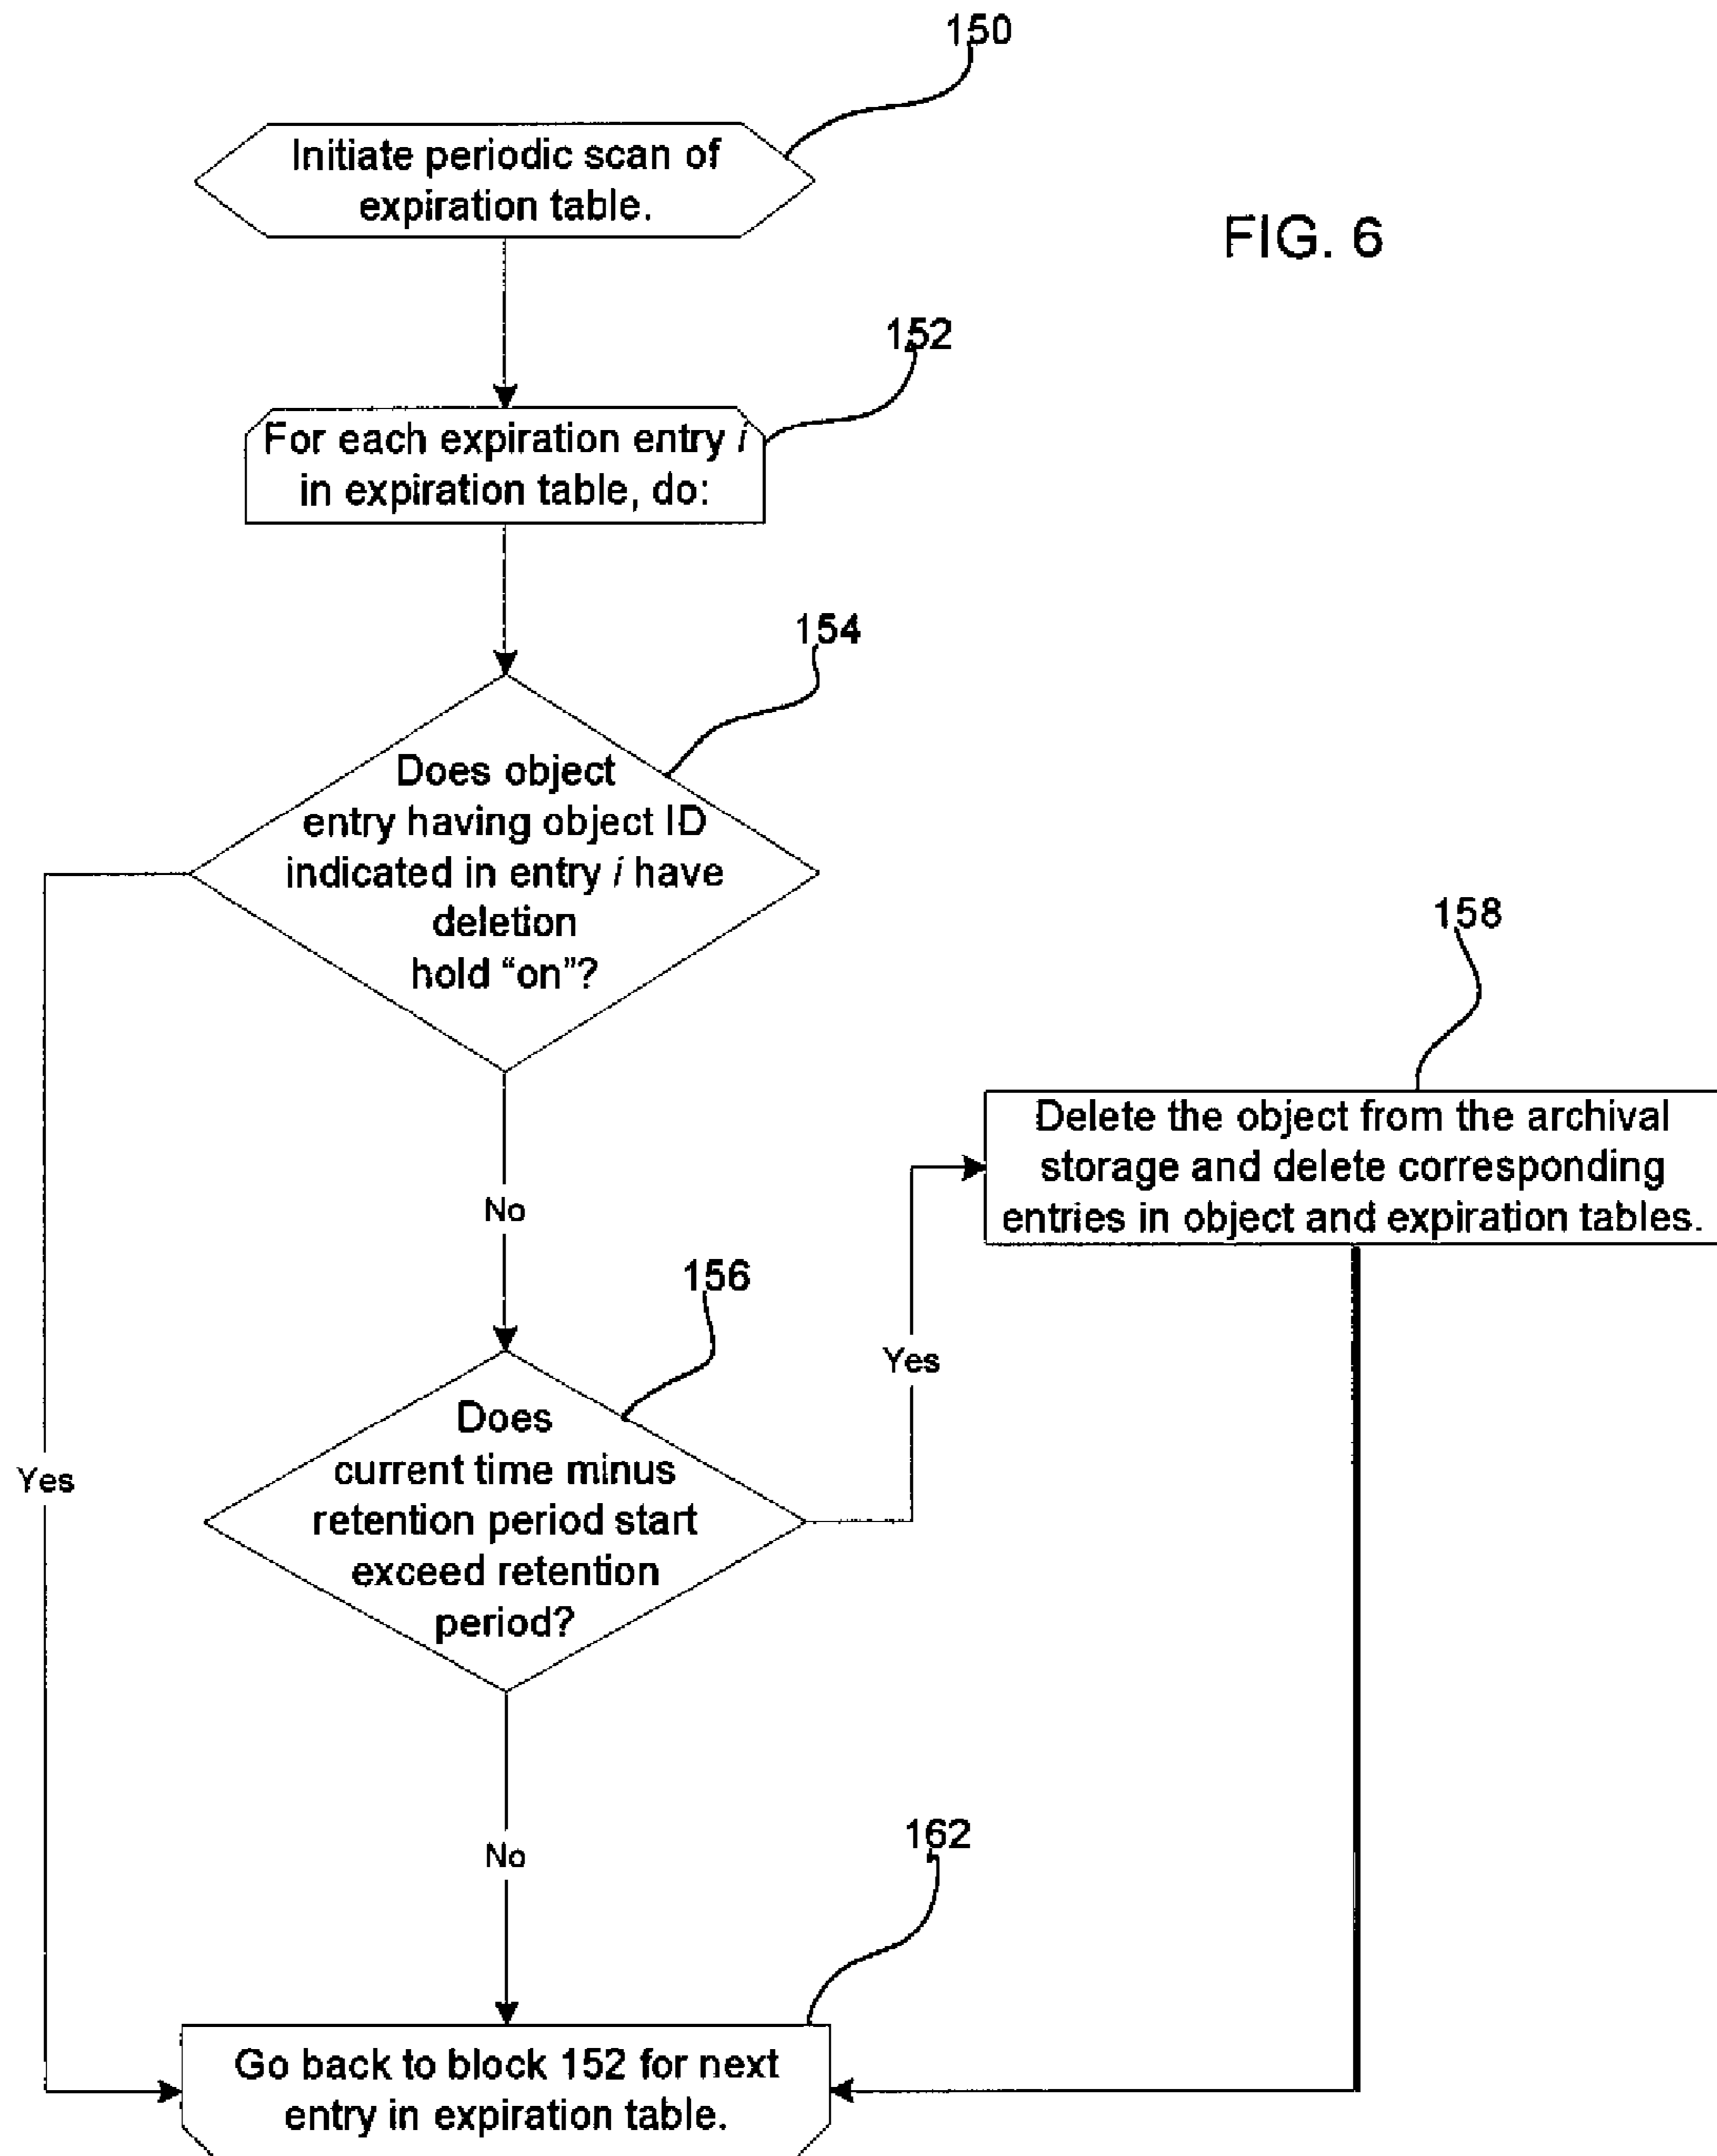 150
Initiate periodic scan of
expiration table.
FIG. 6
152
For each expiration entry i
in expiration table, do:
154
Does object
entry having object ID
indicated in entry i have
deletion
hold “on”?
158
Delete the object from the archival
storage and delete corresponding
entries in object and expiration tables.
No
156
Yes
Does
current time minus
retention period start
exceed retention
period?
Yes
No
162
Go back to block 152 for next
entry in expiration table.